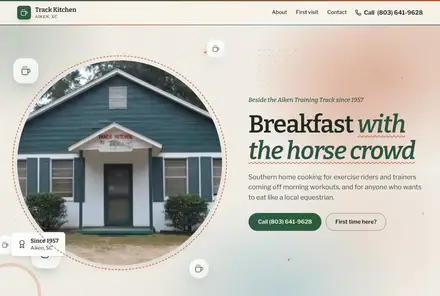 Track Kitchen
AIKEN, SC
About
First visit
Contact
Call (803) 641-9628
Beside the Aiken Training Track since 1957
Breakfast with
the horse crowd
Southern home cooking for exercise riders and trainers
coming off morning workouts, and for anyone who wants
to eat like a local equestrian.
Call (803) 641-9628
First time here?
TRACK KITCHEN
Since 1957
Aiken, SC